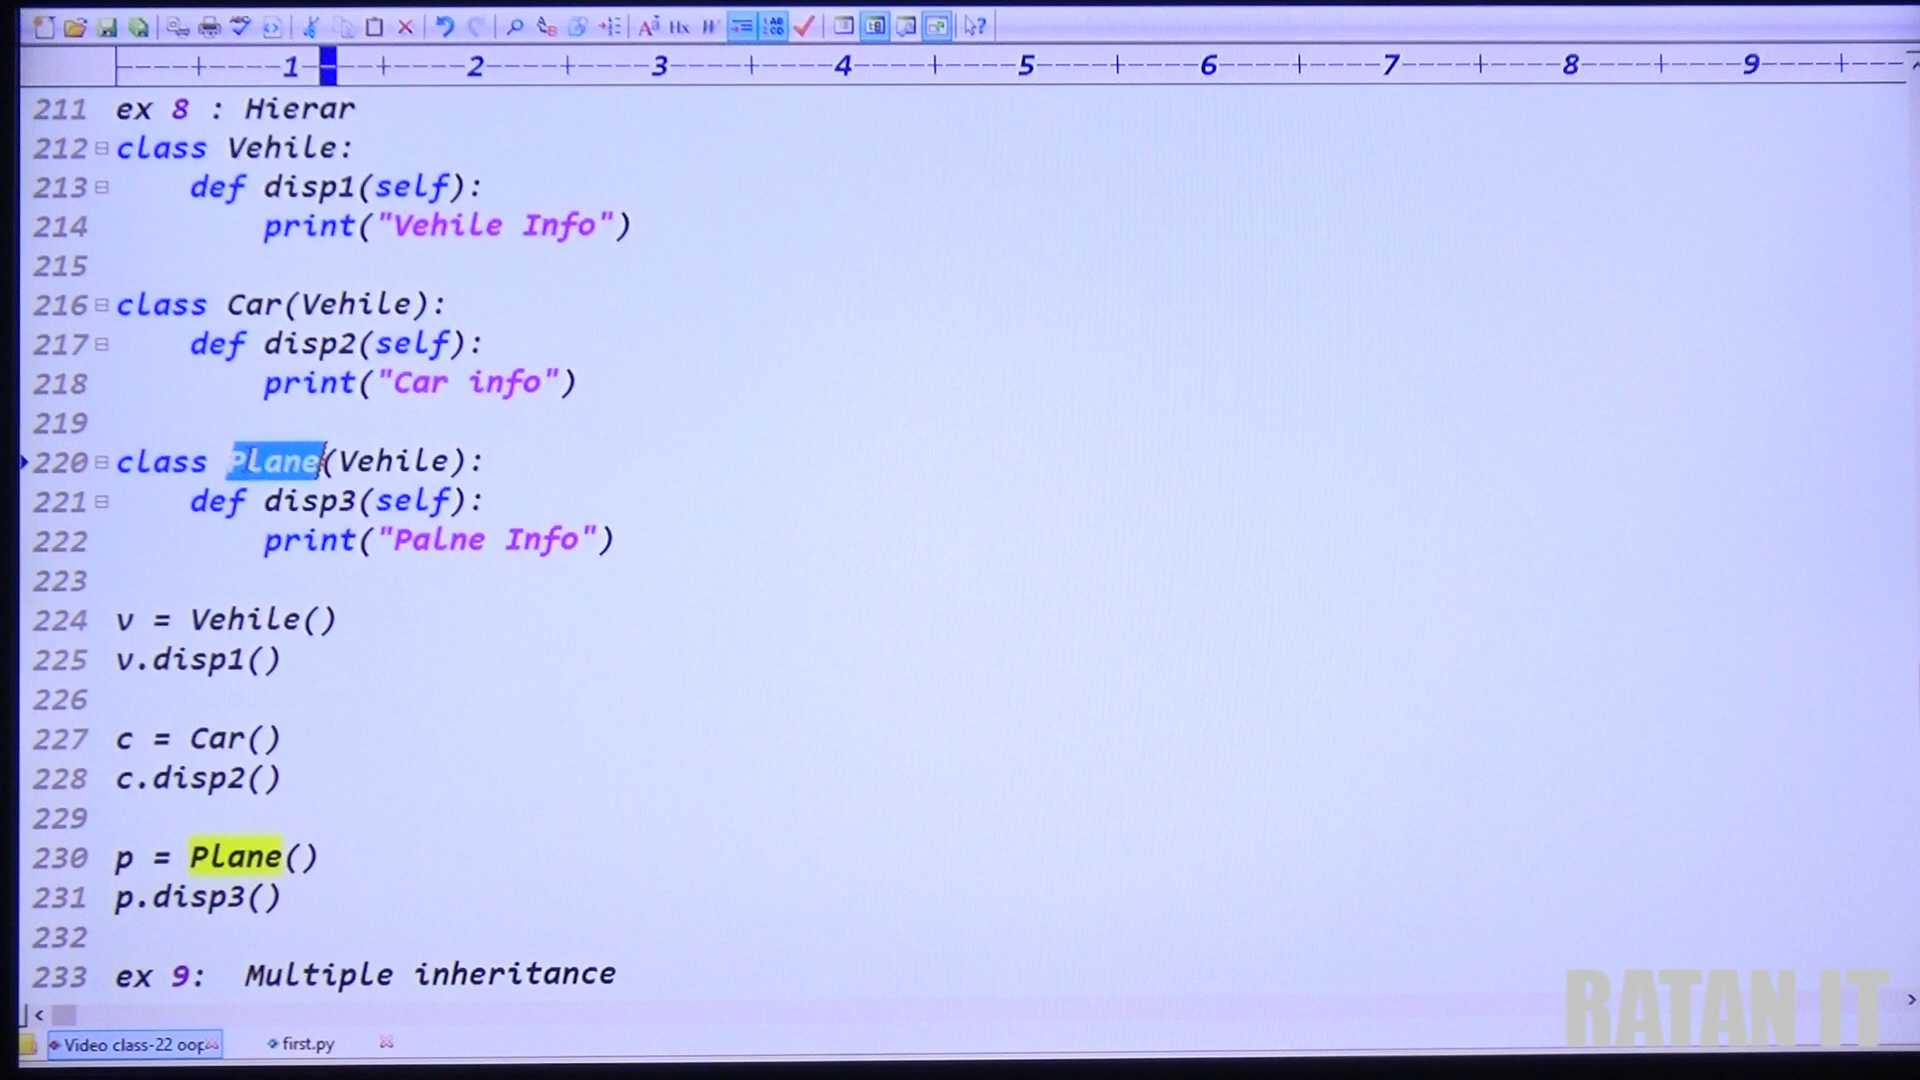 1 2 3 4 5 6 7 8 9
211 ex 8 : Hierar
212 class Vehile:
213 def disp1(self):
214 print("Vehile Info")
215
216 class Car(Vehile):
217 def disp2(self):
218 print("Car info")
219
220 class Plane(Vehile):
221 def disp3(self):
222 print("Palne Info")
223
224 v = Vehile()
225 v.disp1()
226
227 c = Car()
228 c.disp2()
229
230 p = Plane()
231 p.disp3()
232
233 ex 9: Multiple inheritance
RATAN IT
Video class-22 oop
first.py